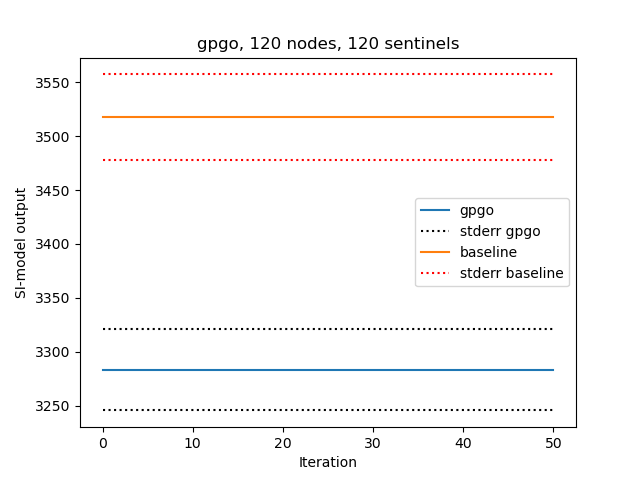 gpgo, 120 nodes, 120 sentinels
SI-model output
3550
3500
3450
3400
3350
3300
3250
gpgo
stderr gpgo
baseline
stderr baseline
0 10 20 30 40 50
Iteration